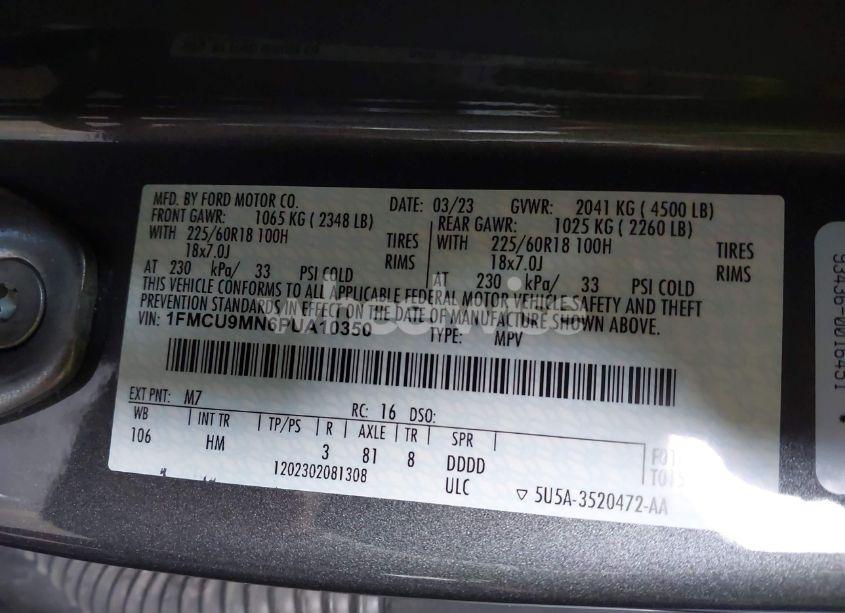 MFD. BY FORD MOTOR CO. DATE: 03/23 GVWR: 2041 KG ( 4500 LB)
FRONT GAWR: 1065 KG ( 2348 LB) REAR GAWR: 1025 KG ( 2260 LB)
WITH 225/60R18 100H TIRES WITH 225/60R18 100H TIRES
18x7.0J RIMS 18x7.0J RIMS
AT 230 kPa/ 33 PSI COLD AT 230 kPa/ 33 PSI COLD
THIS VEHICLE CONFORMS TO ALL APPLICABLE FEDERAL MOTOR VEHICLE SAFETY AND THEFT
PREVENTION STANDARDS IN EFFECT ON THE DATE OF MANUFACTURE SHOWN ABOVE.
VIN: 1FMCU9MN6PUA10350 TYPE: MPV
EXT PNT: M7 RC: 16 DSO:
WB INT TR TP/PS R AXLE TR SPR
106 HM 3 81 8 DDDD
1202302081308 ULC
5U5A-3520472-AA
93436-0016451